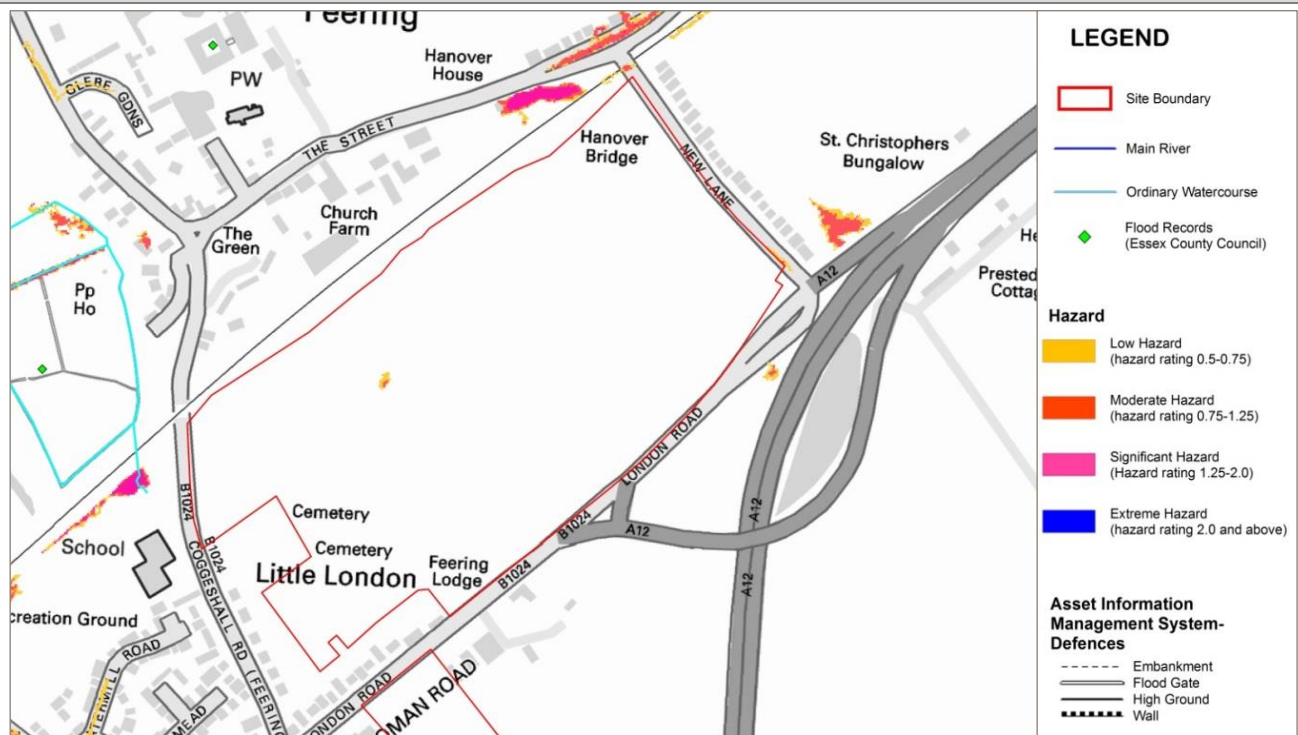 Feering
Hanover
House
PW
GLEBE GDNS
THE STREET
Hanover
Bridge
NEW LANE
St. Christophers
Bungalow
Church
Farm
The
Green
A12
He
Prested
Cottag
Pp
Ho
LONDON ROAD
B1024
A12
A12
B1024
Cemetery
Cemetery
School
B1024
Little London
Feering
Lodge
B1024
A12
creation Ground
COGGESHALL RD (FEERING
TERMILL ROAD
MEAD
ONDON ROAD
OMAN ROAD
LEGEND
Site Boundary
Main River
Ordinary Watercourse
Flood Records
(Essex County Council)
Hazard
Low Hazard
(hazard rating 0.5-0.75)
Moderate Hazard
(hazard rating 0.75-1.25)
Significant Hazard
(Hazard rating 1.25-2.0)
Extreme Hazard
(hazard rating 2.0 and above)
Asset Information
Management System-
Defences
Embankment
Flood Gate
High Ground
Wall